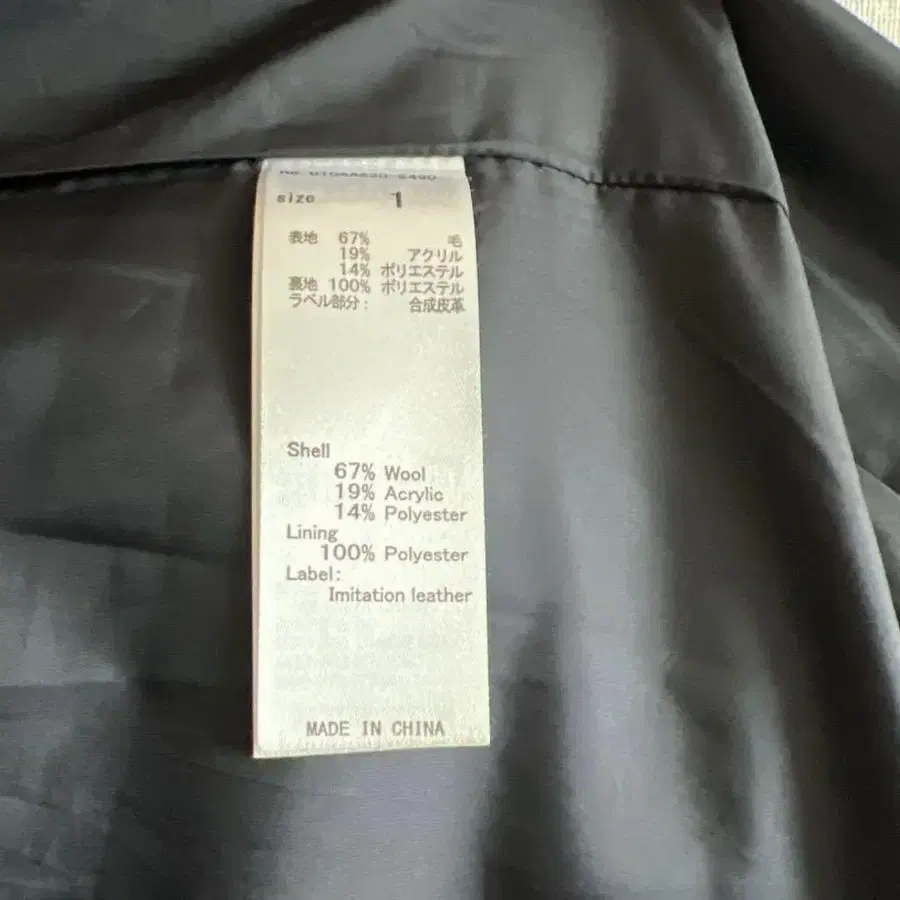 size 1
表地 67% 毛
19% アクリル
14% ポリエステル
裏地 100% ポリエステル
ラベル部分: 合成皮革
Shell
67% Wool
19% Acrylic
14% Polyester
Lining
100% Polyester
Label:
Imitation leather
MADE IN CHINA